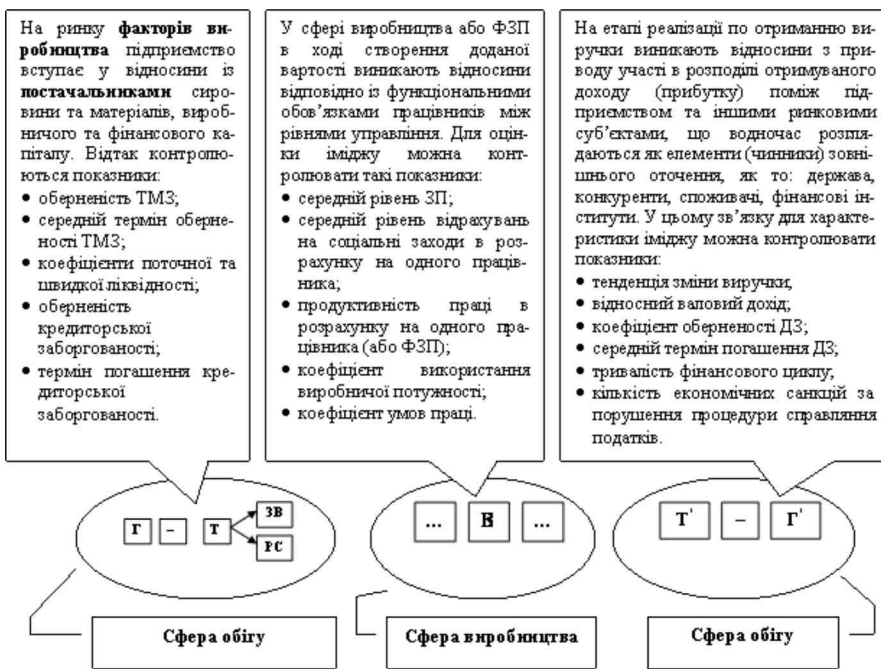 На ринку факторів ви-
робництва підприємство
вступає у відносини із
постачальниками сиро-
вини та матеріалів, вироб-
ничого та фінансового ка-
піталу. Відтак контролю-
ються показники:
• оберненість ТМЗ;
• середній термін оберне-
ності ТМЗ;
• коефіцієнти поточної та
швидкої ліквідності;
• оберненість
кредиторської
заборгованості;
• термін погашення кре-
диторської
заборгованості.
У сфері виробництва або ФЗП
в ході створення доданої
вартості виникають відносини
відповідно із функціональними
обов’язками працівників між
рівнями управління. Для оцін-
ки іміджу можна конт-
ролювати такі показники:
• середній рівень ЗП;
• середній рівень відрахувань
на соціальні заходи в роз-
рахунку на одного праців-
ника;
• продуктивність праці в
розрахунку на одного пра-
цівника (або ФЗП);
• коефіцієнт використання
виробничої потужності;
• коефіцієнт умов праці.
На етапі реалізації по отриманню ви-
ручки виникають відносини з при-
воду участі в розподілі отримуваного
доходу (прибутку) поміж під-
приємством та іншими ринковими
суб’єктами, що водночас розгля-
даються як елементи (чинники) зовні-
шнього оточення, як то: держава,
конкуренти, споживачі, фінансові ін-
ститути. У цьому зв’язку для характе-
ристики іміджу можна контролювати
показники:
• тенденція зміни виручки;
• відносний валовий дохід;
• коефіцієнт оберненості ДЗ;
• середній термін погашення ДЗ;
• тривалість фінансового циклу;
• кількість економічних санкцій за
порушення процедури справляння
податків.
Г – Т ЗВ РС
... В ...
Т' – Г'
Сфера обігу
Сфера виробництва
Сфера обігу